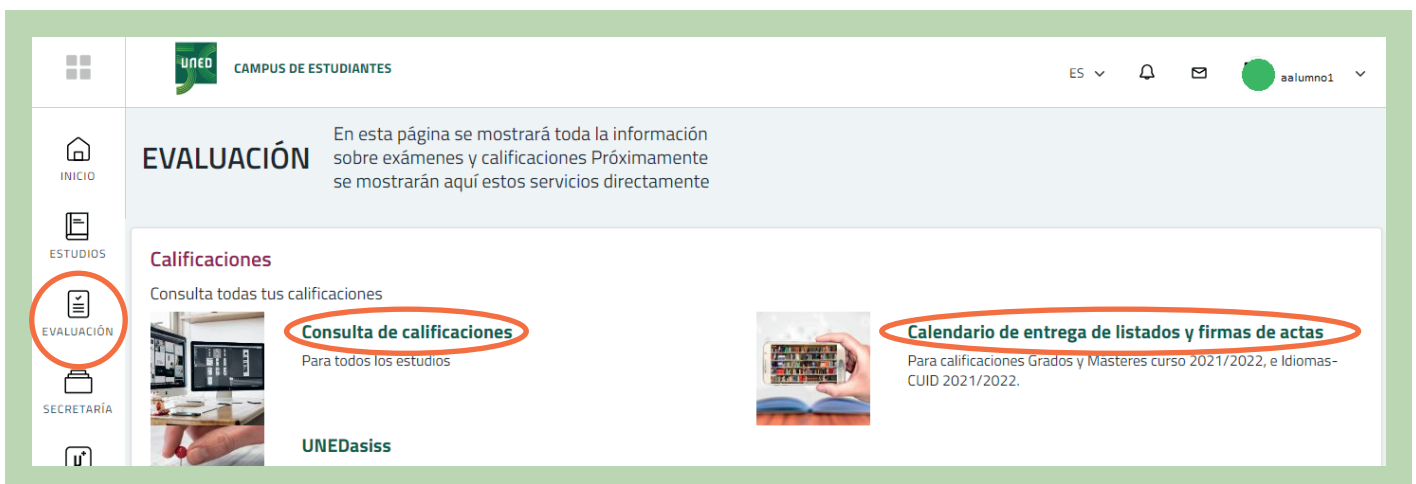 UNED
CAMPUS DE ESTUDIANTES
ES
aalumno1
INICIO
ESTUDIOS
EVALUACIÓN
SECRETARÍA
EVALUACIÓN
En esta página se mostrará toda la información
sobre exámenes y calificaciones Próximamente
se mostrarán aquí estos servicios directamente
Calificaciones
Consulta todas tus calificaciones
Consulta de calificaciones
Para todos los estudios
Calendario de entrega de listados y firmas de actas
Para calificaciones Grados y Másteres curso 2021/2022, e Idiomas-
CUID 2021/2022.
UNEDasiss